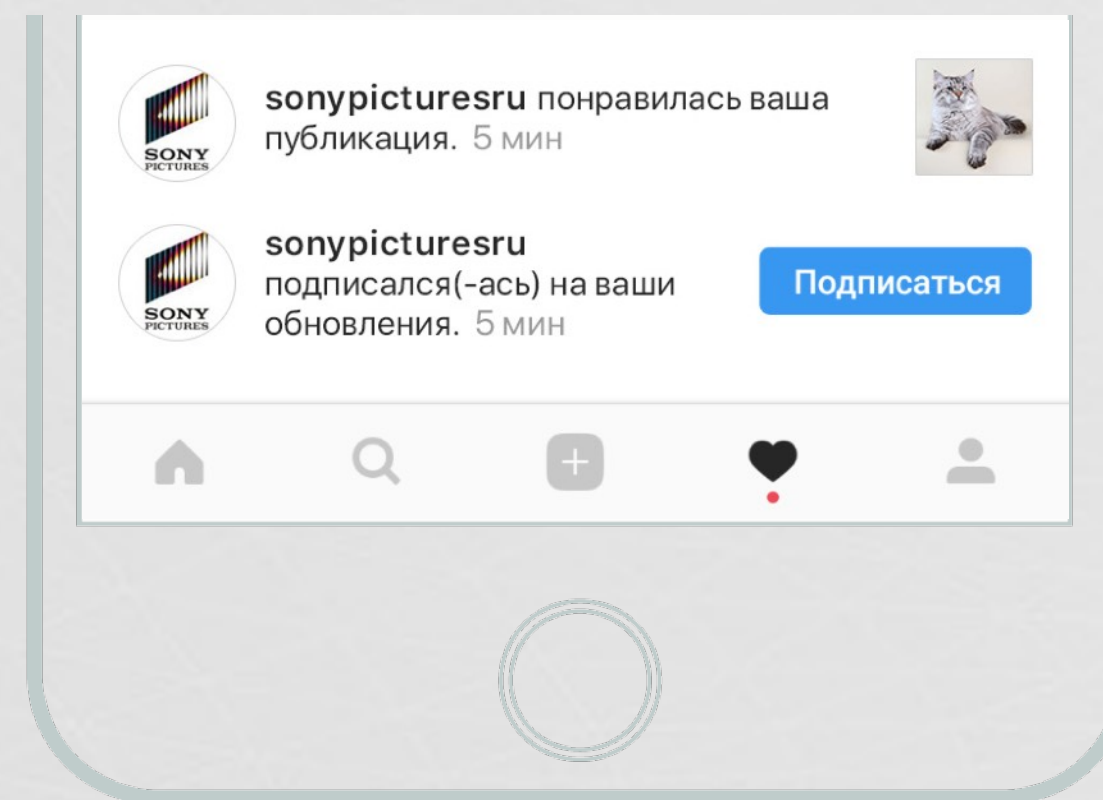 SONY
PICTURES
sonypicturesru понравилась ваша
публикация. 5 мин
SONY
PICTURES
sonypicturesru
подписался(-ась) на ваши
обновления. 5 мин
Подписаться